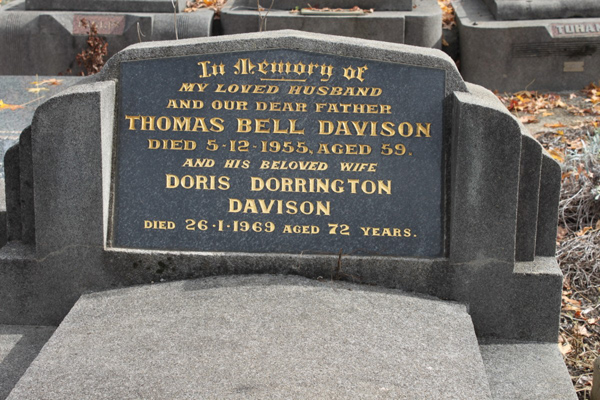 In Memory of
MY LOVED HUSBAND
AND OUR DEAR FATHER
THOMAS BELL DAVISON
DIED 5-12-1955, AGED 59.
AND HIS BELOVED WIFE
DORIS DORRINGTON
DAVISON
DIED 26·1·1969 AGED 72 YEARS.